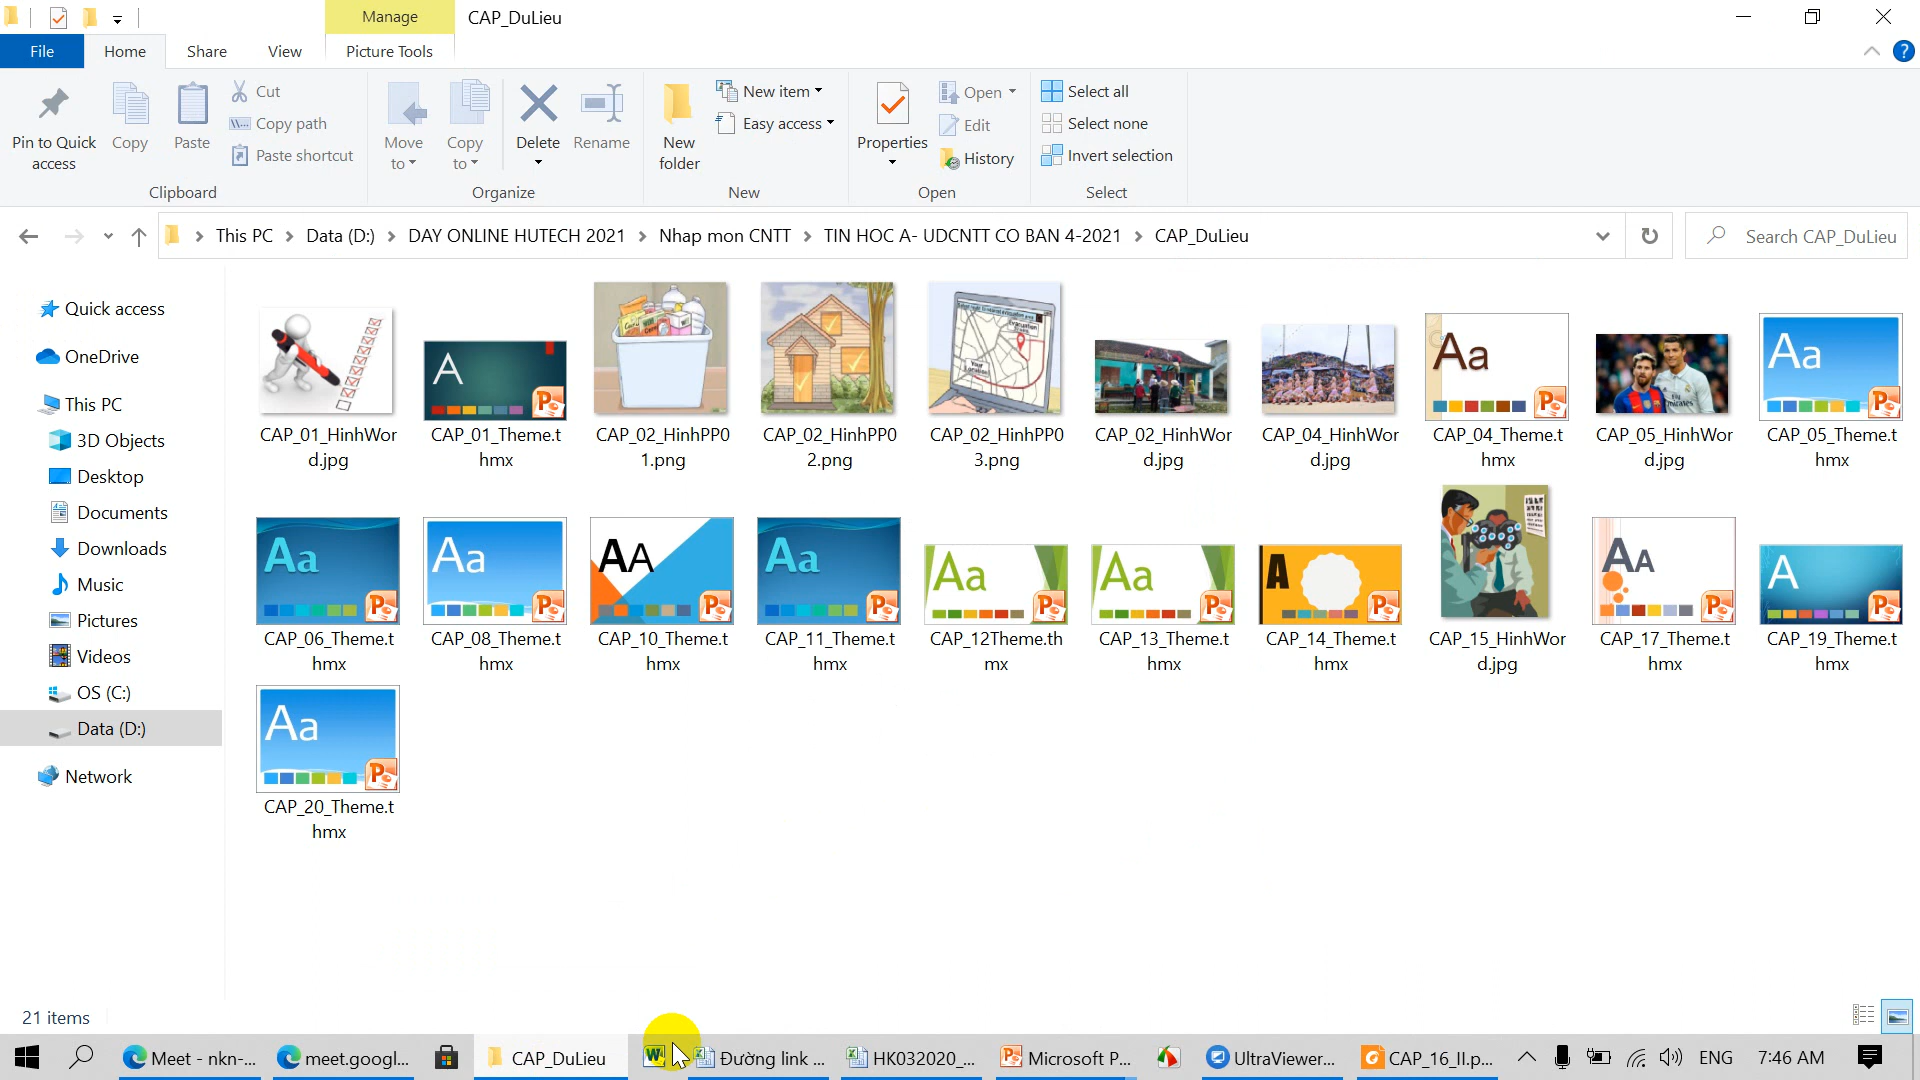 Manage
CAP_DuLieu
File
Home
Share
View
Picture Tools
Pin to Quick access
Copy
Paste
Cut
Copy path
Paste shortcut
Clipboard
Move to
Copy to
Delete
Rename
Organize
New folder
New item
Easy access
New
Properties
Open
Edit
History
Open
Select all
Select none
Invert selection
Select
This PC > Data (D:) > DAY ONLINE HUTECH 2021 > Nhap mon CNTT > TIN HOC A- UDCNTT CO BAN 4-2021 > CAP_DuLieu
Search CAP_DuLieu
Quick access
OneDrive
This PC
3D Objects
Desktop
Documents
Downloads
Music
Pictures
Videos
OS (C:)
Data (D:)
Network
CAP_01_HinhWor
d.jpg
CAP_01_Theme.t
hmx
CAP_02_HinhPP0
1.png
CAP_02_HinhPP0
2.png
CAP_02_HinhPP0
3.png
CAP_02_HinhWor
d.jpg
CAP_04_HinhWor
d.jpg
CAP_04_Theme.t
hmx
CAP_05_HinhWor
d.jpg
CAP_05_Theme.t
hmx
CAP_06_Theme.t
hmx
CAP_08_Theme.t
hmx
CAP_10_Theme.t
hmx
CAP_11_Theme.t
hmx
CAP_12Theme.th
mx
CAP_13_Theme.t
hmx
CAP_14_Theme.t
hmx
CAP_15_HinhWor
d.jpg
CAP_17_Theme.t
hmx
CAP_19_Theme.t
hmx
CAP_20_Theme.t
hmx
21 items
Meet - nkn-...
meet.googl...
CAP_DuLieu
Đường link ...
HK032020_...
Microsoft P...
UltraViewer...
CAP_16_II.p...
ENG
7:46 AM